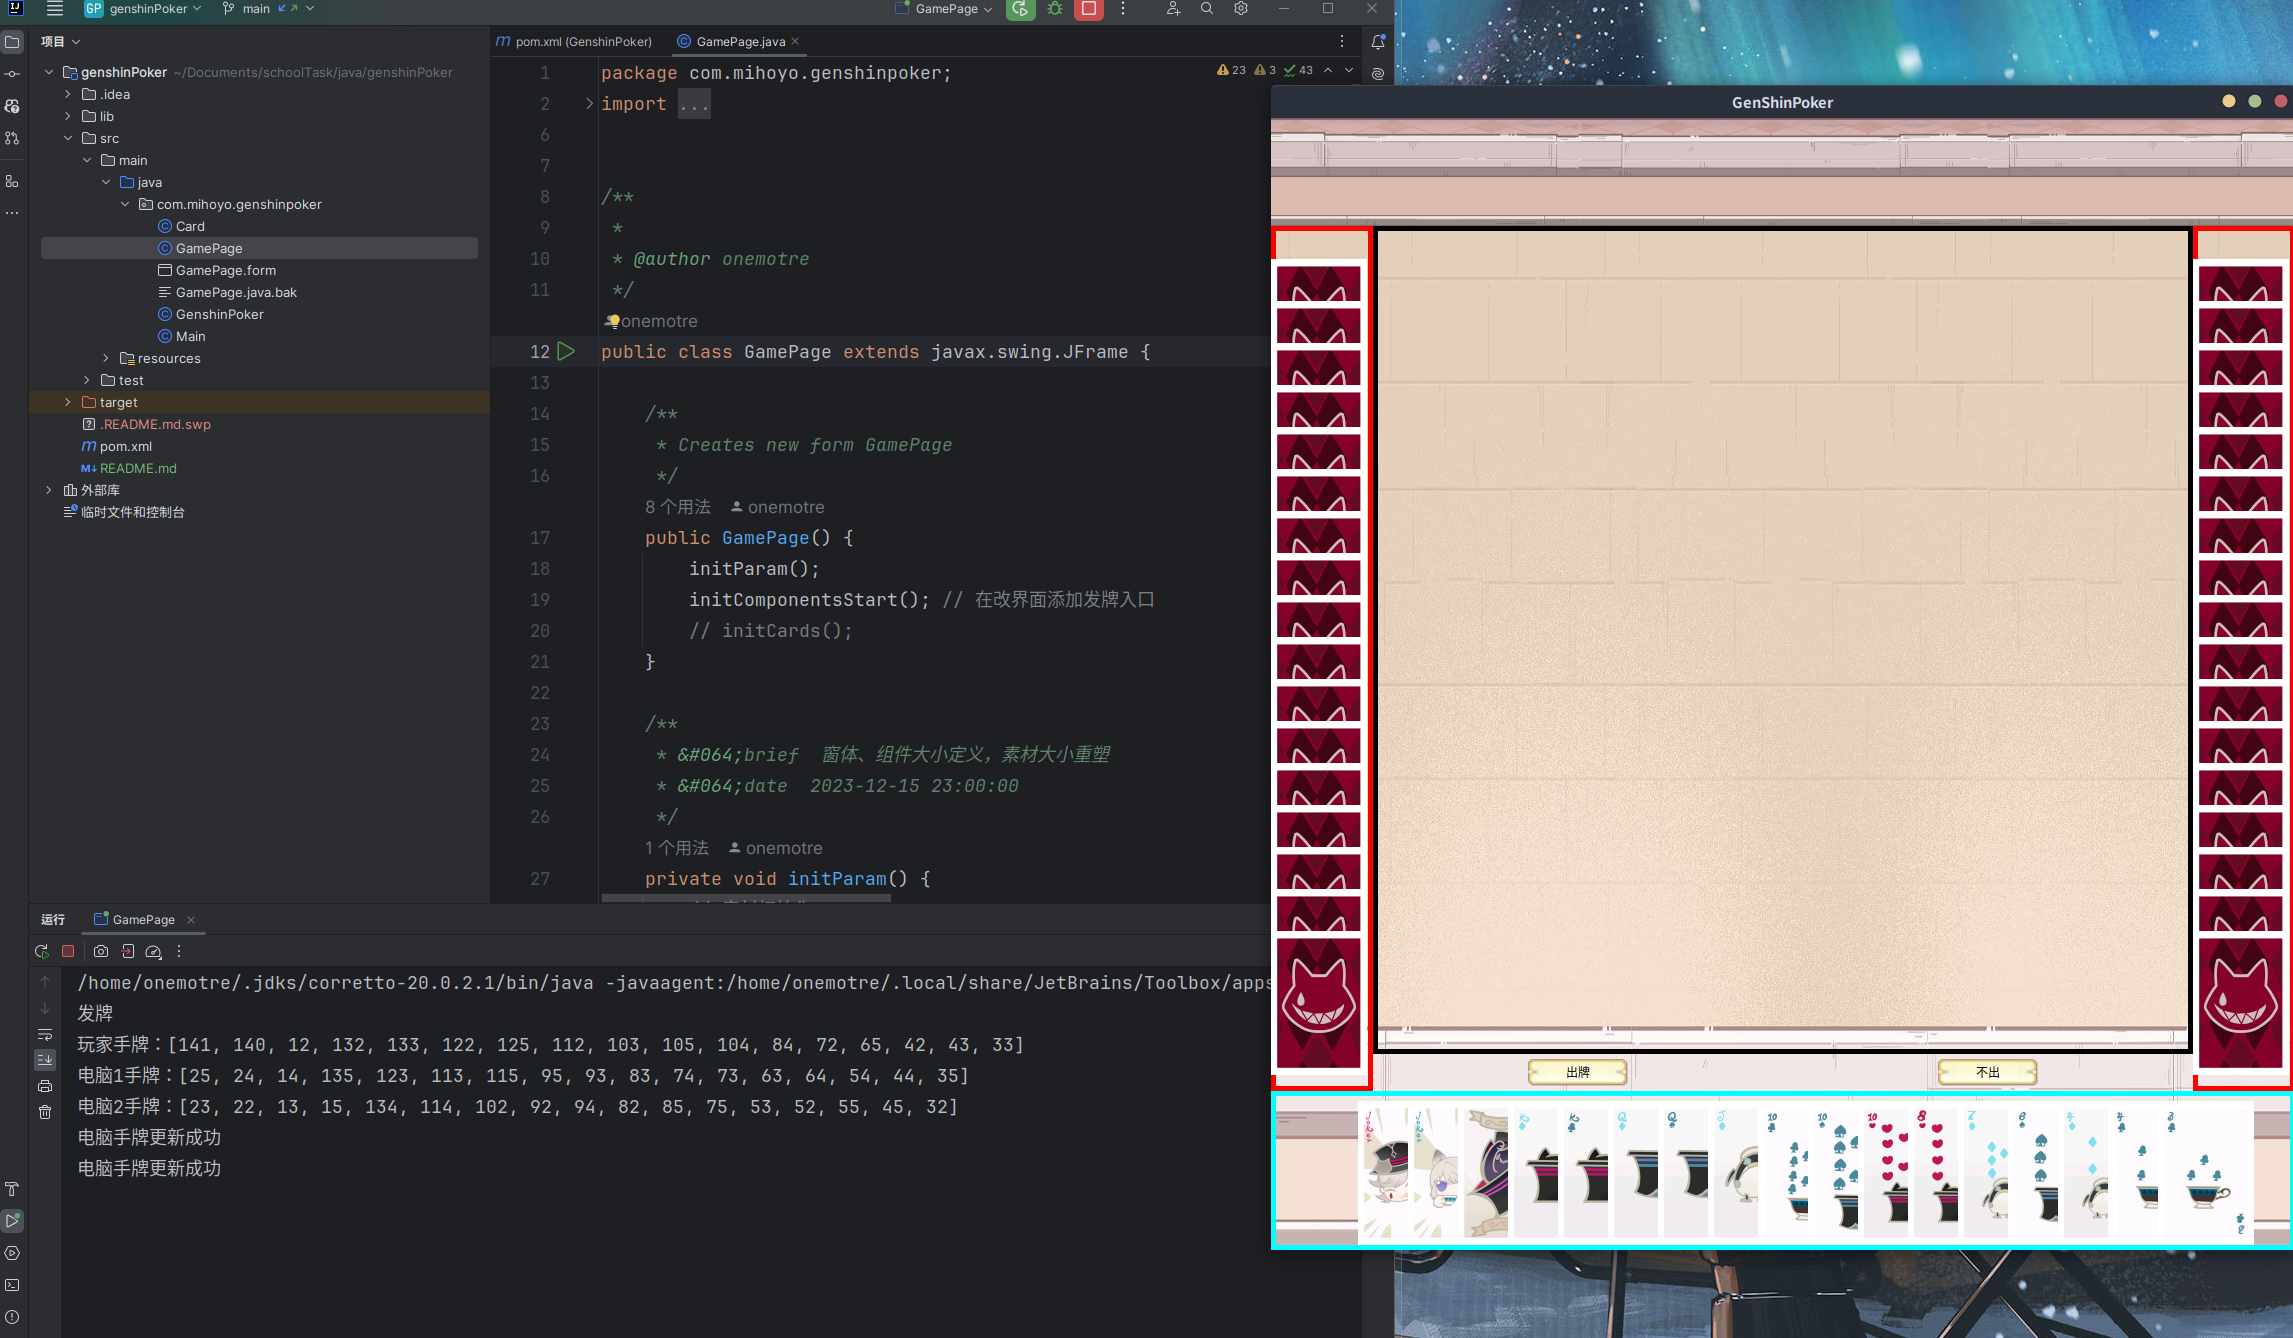 GP genshinPoker
main
GamePage
项目
genshinPoker ~/Documents/schoolTask/java/genshinPoker
.idea
lib
src
main
java
com.mihoyo.genshinpoker
Card
GamePage
GamePage.form
GamePage.java.bak
GenshinPoker
Main
resources
test
target
.README.md.swp
pom.xml
README.md
外部库
临时文件和控制台
pom.xml (GenshinPoker)
GamePage.java
23 3 43
1 package com.mihoyo.genshinpoker;
2 import ...
6
7
8 /**
9 *
10 * @author onemotre
11 */
onemotre
12 public class GamePage extends javax.swing.JFrame {
13
14 /**
15 * Creates new form GamePage
16 */
8 个用法 onemotre
17 public GamePage() {
18 initParam();
19 initComponentsStart(); // 在改界面添加发牌入口
20 // initCards();
21 }
22
23 /**
24 * &#064;brief 窗体、组件大小定义，素材大小重塑
25 * &#064;date 2023-12-15 23:00:00
26 */
1 个用法 onemotre
27 private void initParam() {
运行
GamePage
/home/onemotre/.jdks/corretto-20.0.2.1/bin/java -javaagent:/home/onemotre/.local/share/JetBrains/Toolbox/apps
发牌
玩家手牌：[141, 140, 12, 132, 133, 122, 125, 112, 103, 105, 104, 84, 72, 65, 42, 43, 33]
电脑1手牌：[25, 24, 14, 135, 123, 113, 115, 95, 93, 83, 74, 73, 63, 64, 54, 44, 35]
电脑2手牌：[23, 22, 13, 15, 134, 114, 102, 92, 94, 82, 85, 75, 53, 52, 55, 45, 32]
电脑手牌更新成功
电脑手牌更新成功
GenShinPoker
出牌
不出
JOKER
JOKER
K
K
Q
Q
J
10
10
10
8
7
6
4
4
3
3